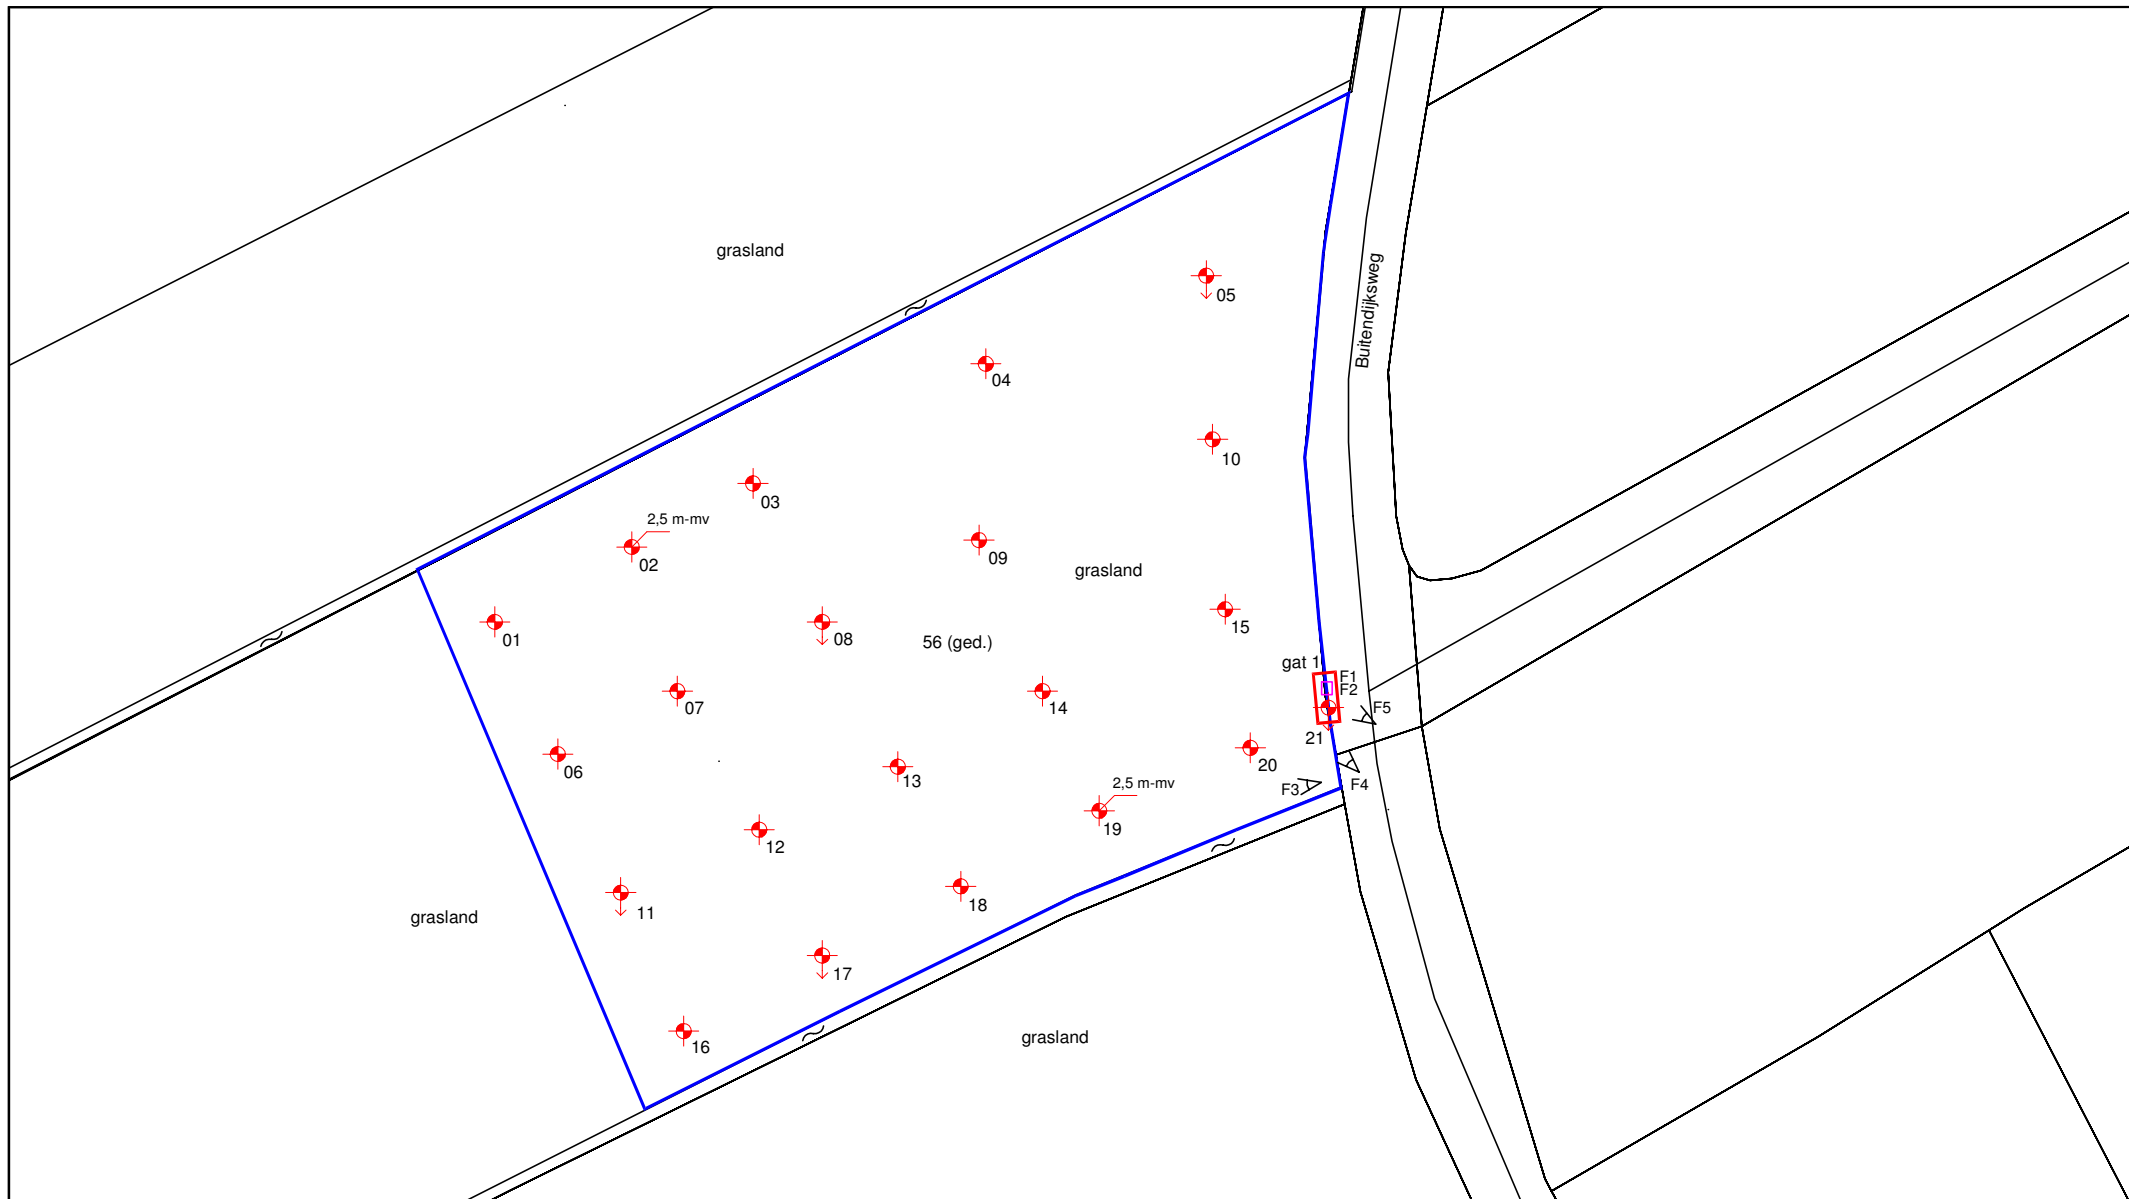 grasland
Buitendijksweg
05
04
10
03
2,5 m-mv
02
09
grasland
01
08
15
56 (ged.)
gat 1
F1
F2
07
14
F5
21
06
13
20
2,5 m-mv
F3
F4
19
12
11
18
grasland
17
16
grasland